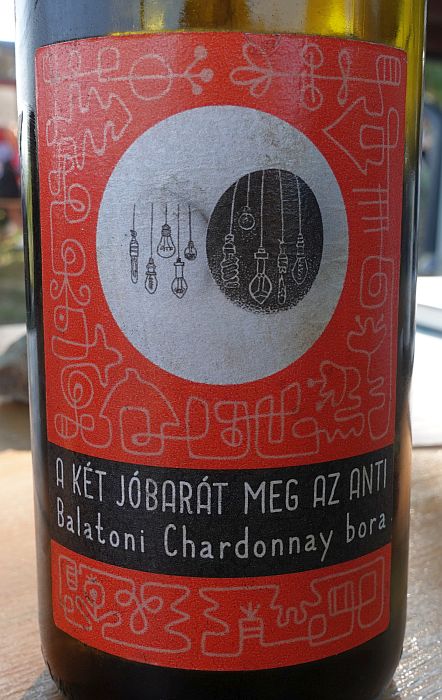 A KÉT JÓBARÁT MEG AZ ANTI
Balatoni Chardonnay bora